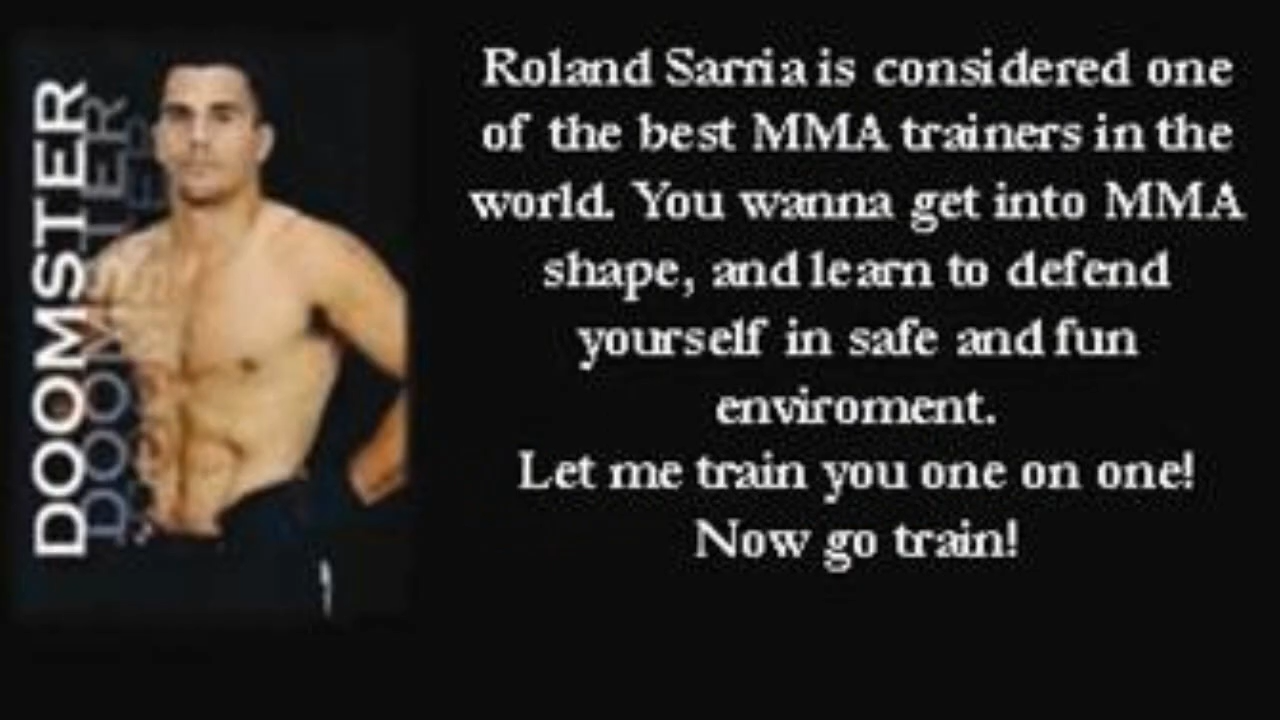 DOOMSTER
DOOMSTER
Roland Sarria is considered one
of the best MMA trainers in the
world. You wanna get into MMA
shape, and learn to defend
yourself in safe and fun
enviroment.
Let me train you one on one!
Now go train!